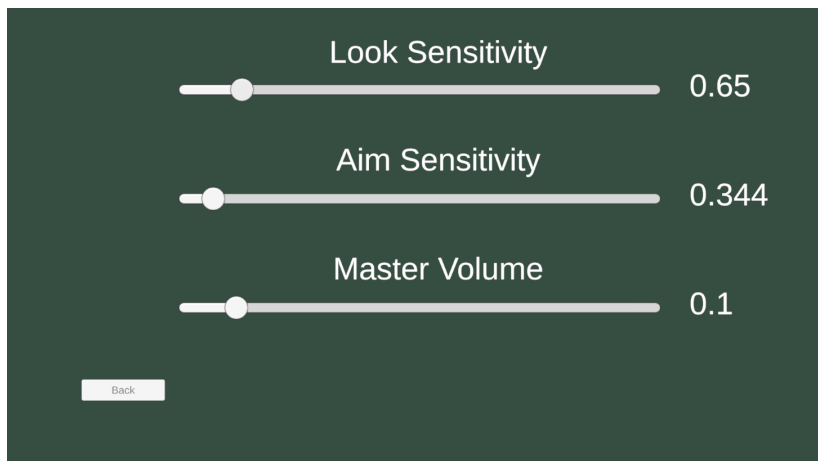 Look Sensitivity
0.65
Aim Sensitivity
0.344
Master Volume
0.1
Back